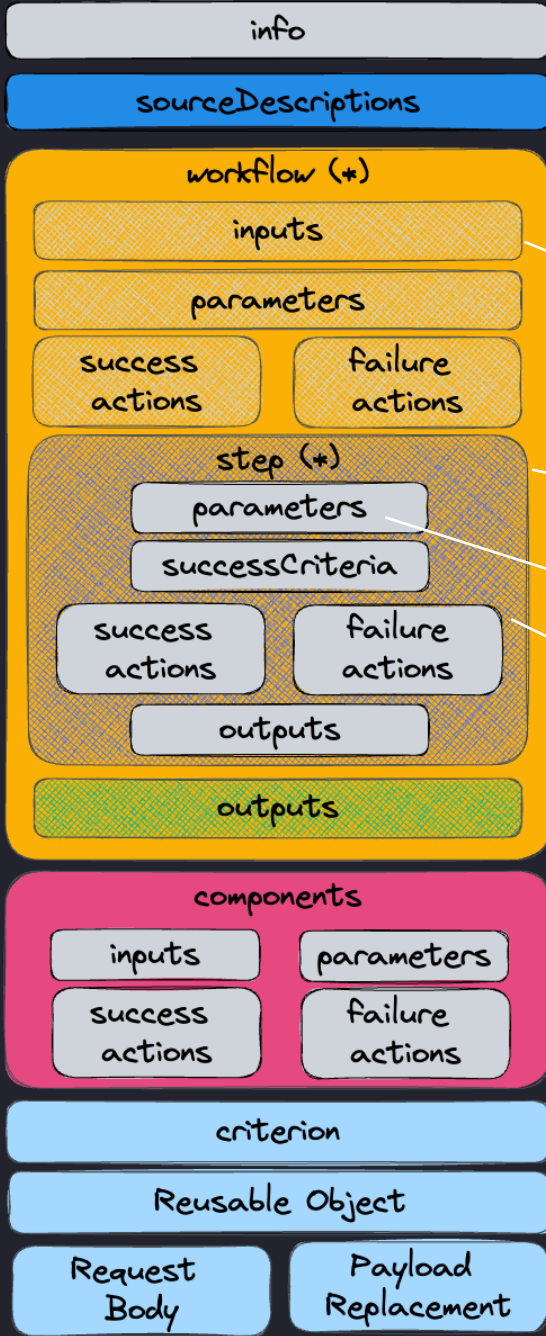 info
sourceDescriptions
workflow (*)
inputs
parameters
success
actions
failure
actions
step (*)
parameters
successCriteria
success
actions
failure
actions
outputs
outputs
components
inputs
parameters
success
actions
failure
actions
criterion
Reusable Object
Request
Body
Payload
Replacement